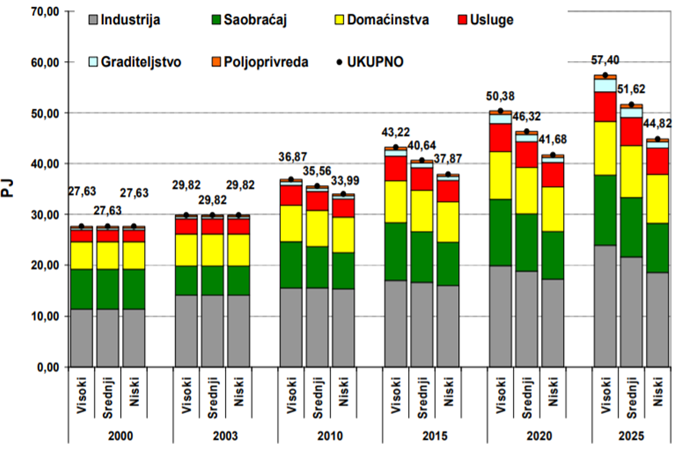 PJ
70,00
60,00
50,00
40,00
30,00
20,00
10,00
0,00
Industrija Saobraćaj Domaćinstva Usluge
Graditeljstvo Poljoprivreda UKUPNO
27,63 27,63 27,63
29,82 29,82 29,82
36,87 35,56 33,99
43,22 40,64 37,87
50,38 46,32 41,68
57,40 51,62 44,82
Visoki Srednji Niski Visoki Srednji Niski Visoki Srednji Niski Visoki Srednji Niski Visoki Srednji Niski Visoki Srednji Niski
2000 2003 2010 2015 2020 2025